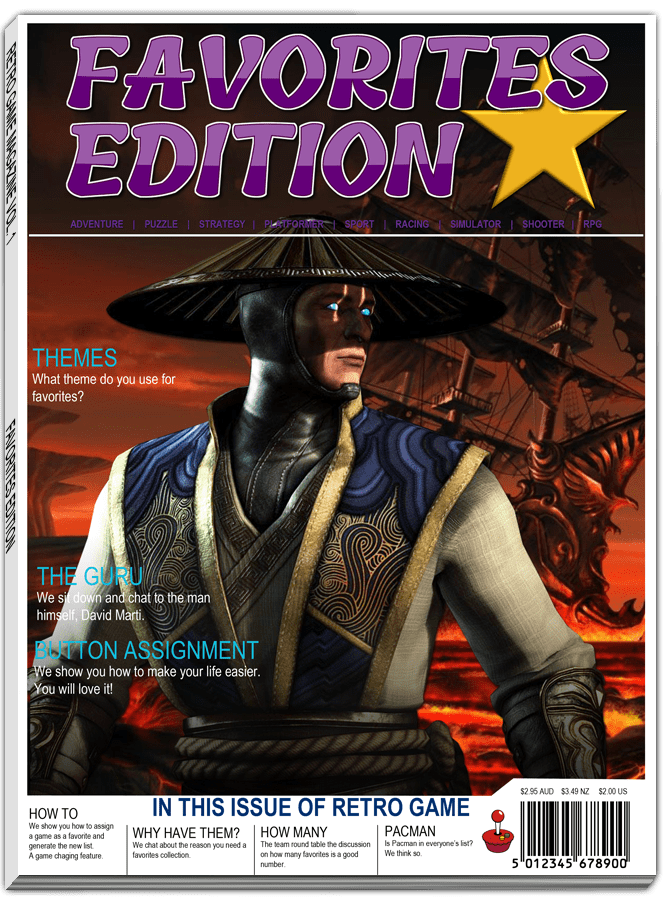 FAVORITES
EDITION
ADVENTURE | PUZZLE | STRATEGY | PLATFORMER | SPORT | RACING | SIMULATOR | SHOOTER | RPG
THEMES
What theme do you use for
favorites?
THE GURU
We sit down and chat to the man
himself, David Marti.
BUTTON ASSIGNMENT
We show you how to make your life easier.
You will love it!
$2.95 AUD $3.49 NZ $2.00 US
IN THIS ISSUE OF RETRO GAME
HOW TO
We show you how to assign
a game as a favorite and
generate the new list.
A game chaging feature.
WHY HAVE THEM?
We chat about the reason you need a
favorites collection.
HOW MANY
The team round table the discussion
on how many favorites is a good
number.
PACMAN
Is Pacman in everyone's list?
We think so.
5 012345 678900
RETRO GAME MAGAZINE VOL. 1
FAVORITES EDITION